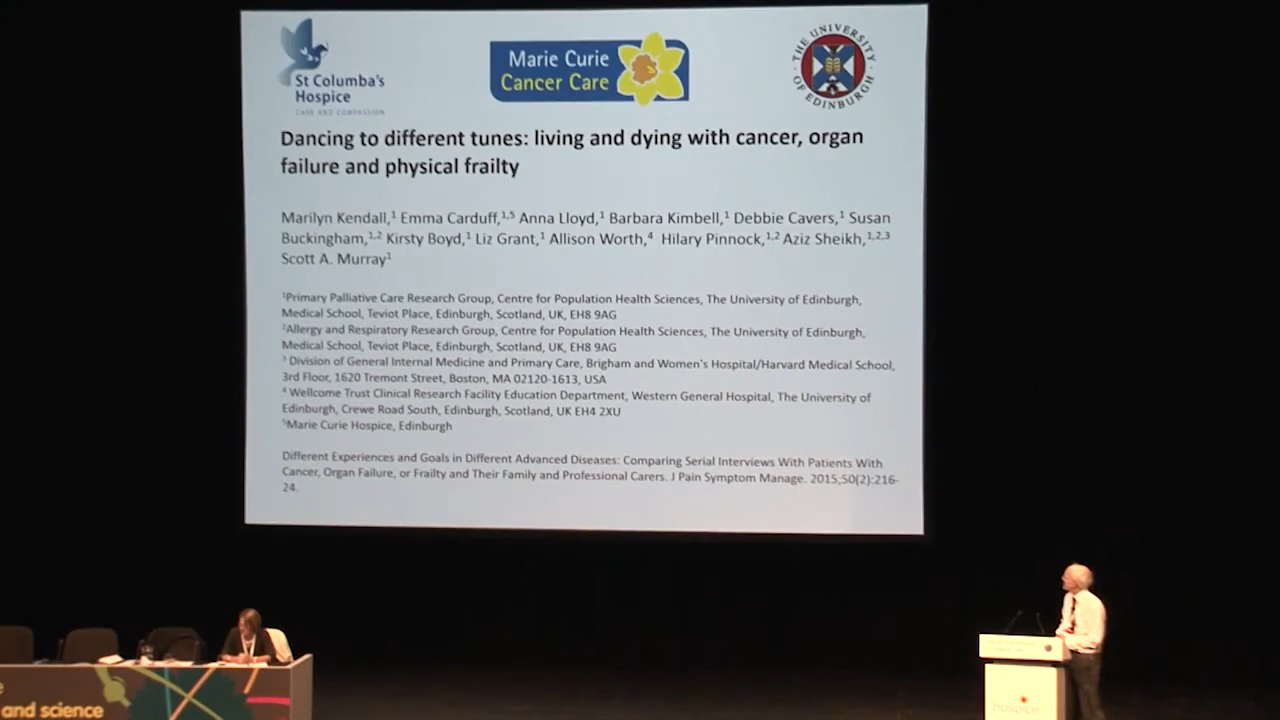 St Columba's
Hospice
CARE AND COMPASSION
Marie Curie
Cancer Care
THE UNIVERSITY OF EDINBURGH
Dancing to different tunes: living and dying with cancer, organ
failure and physical frailty
Marilyn Kendall,¹ Emma Carduff,¹,⁵ Anna Lloyd,¹ Barbara Kimbell,¹ Debbie Cavers,¹ Susan
Buckingham,¹,² Kirsty Boyd,¹ Liz Grant,¹ Allison Worth,⁴ Hilary Pinnock,¹,² Aziz Sheikh,¹,²,³
Scott A. Murray¹
¹Primary Palliative Care Research Group, Centre for Population Health Sciences, The University of Edinburgh,
Medical School, Teviot Place, Edinburgh, Scotland, UK, EH8 9AG
²Allergy and Respiratory Research Group, Centre for Population Health Sciences, The University of Edinburgh,
Medical School, Teviot Place, Edinburgh, Scotland, UK, EH8 9AG
³ Division of General Internal Medicine and Primary Care, Brigham and Women's Hospital/Harvard Medical School,
3rd Floor, 1620 Tremont Street, Boston, MA 02120-1613, USA
⁴ Wellcome Trust Clinical Research Facility Education Department, Western General Hospital, The University of
Edinburgh, Crewe Road South, Edinburgh, Scotland, UK EH4 2XU
⁵Marie Curie Hospice, Edinburgh
Different Experiences and Goals in Different Advanced Diseases: Comparing Serial Interviews With Patients With
Cancer, Organ Failure, or Frailty and Their Family and Professional Carers. J Pain Symptom Manage. 2015;50(2):216-
24.
and science
hospice